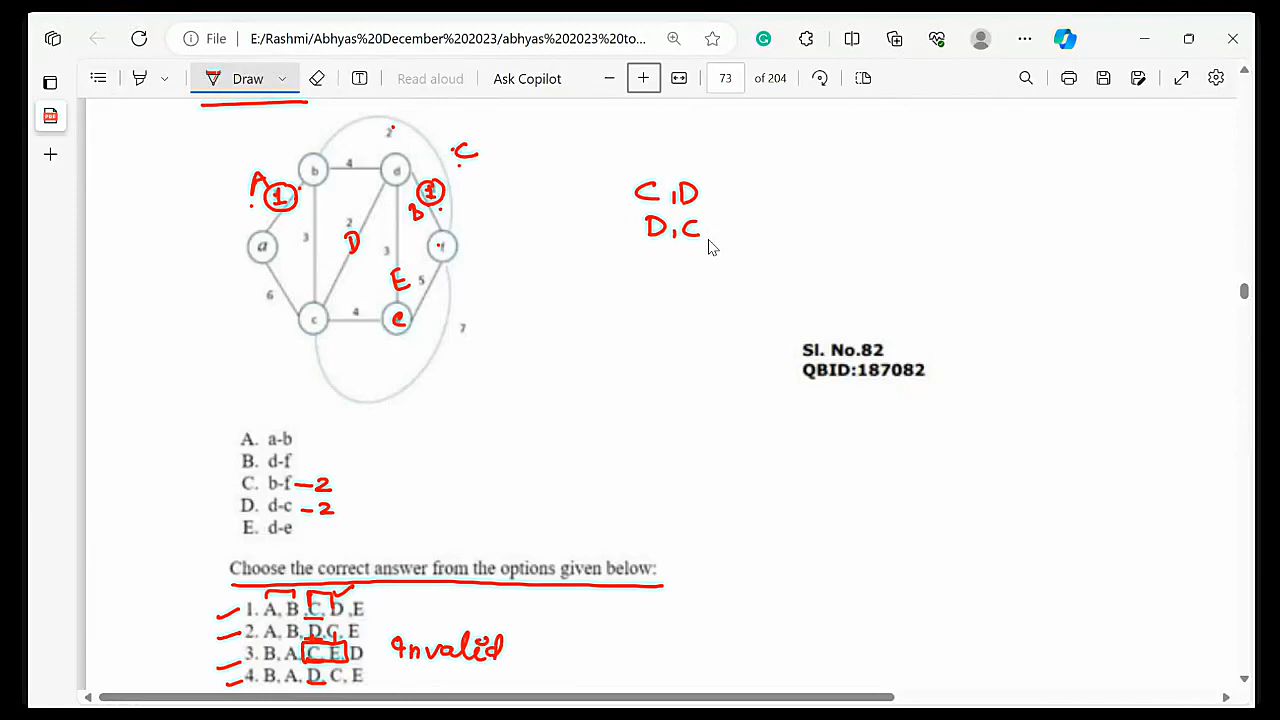 File E:/Rashmi/Abhyas%20December%202023/abhyas%202023%20to...
Draw Read aloud Ask Copilot 73 of 204
2
C
b 4 d
A 1 1
B
C , D
D , C
2
a 3 D 3 f
E 5
6
c 4 e
7
Sl. No.82
QBID:187082
A. a-b
B. d-f
C. b-f - 2
D. d-c - 2
E. d-e
Choose the correct answer from the options given below:
1. A, B ,C, D ,E
2. A, B, D,C, E
3. B, A, C, E, D Invalid
4. B, A, D, C, E